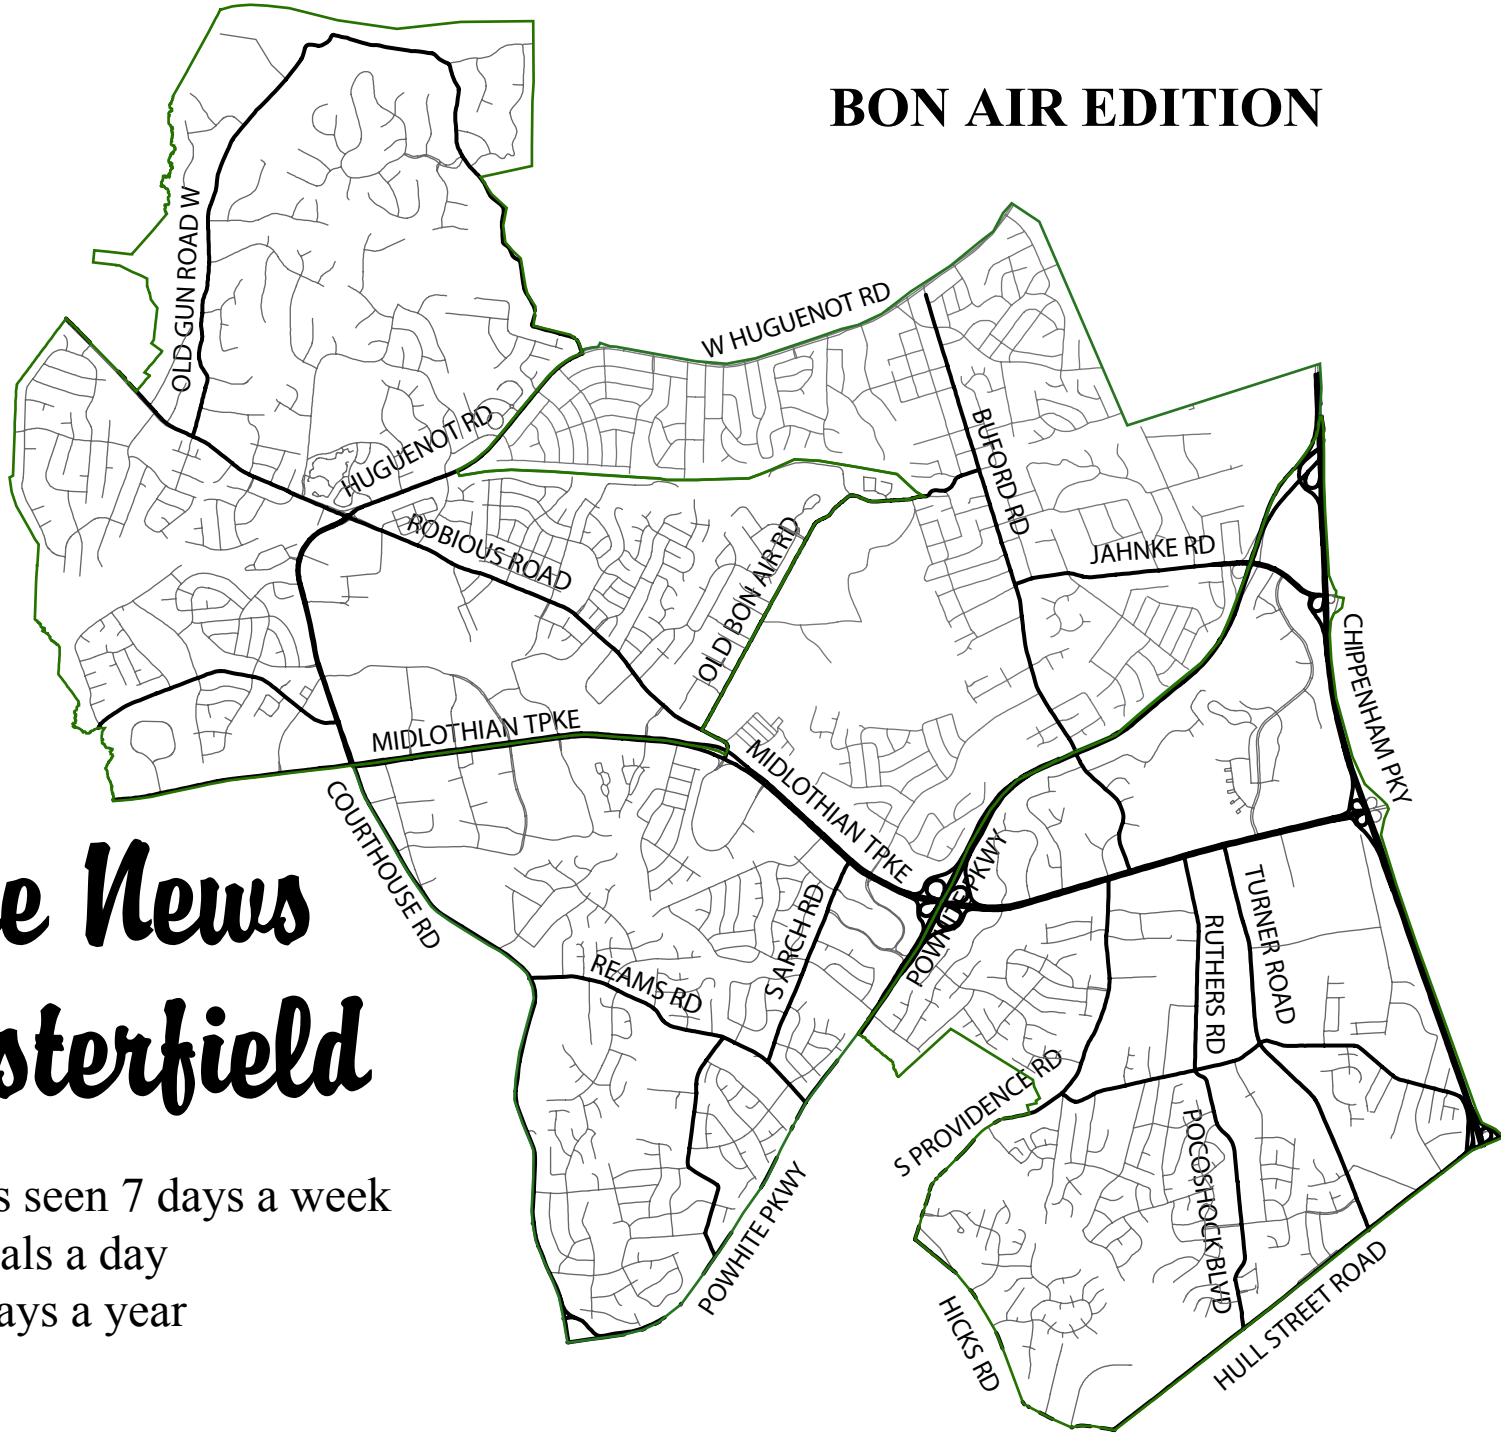 BON AIR EDITION
OLD GUN ROAD W
W HUGUENOT RD
HUGUENOT RD
ROBIOUS ROAD
BUFORD RD
OLD BON AIR RD
JAHNKE RD
CHIPPENHAM PKY
MIDLOTHIAN TPKE
MIDLOTHIAN TPKE
COURTHOUSE RD
POWHITE PKWY
S ARCH RD
REAMS RD
TURNER ROAD
RUTHERS RD
e News
sterfield
S PROVIDENCE RD
POCOSHOCK BLVD
s seen 7 days a week
als a day
ays a year
POWHITE PKWY
HICKS RD
HULL STREET ROAD